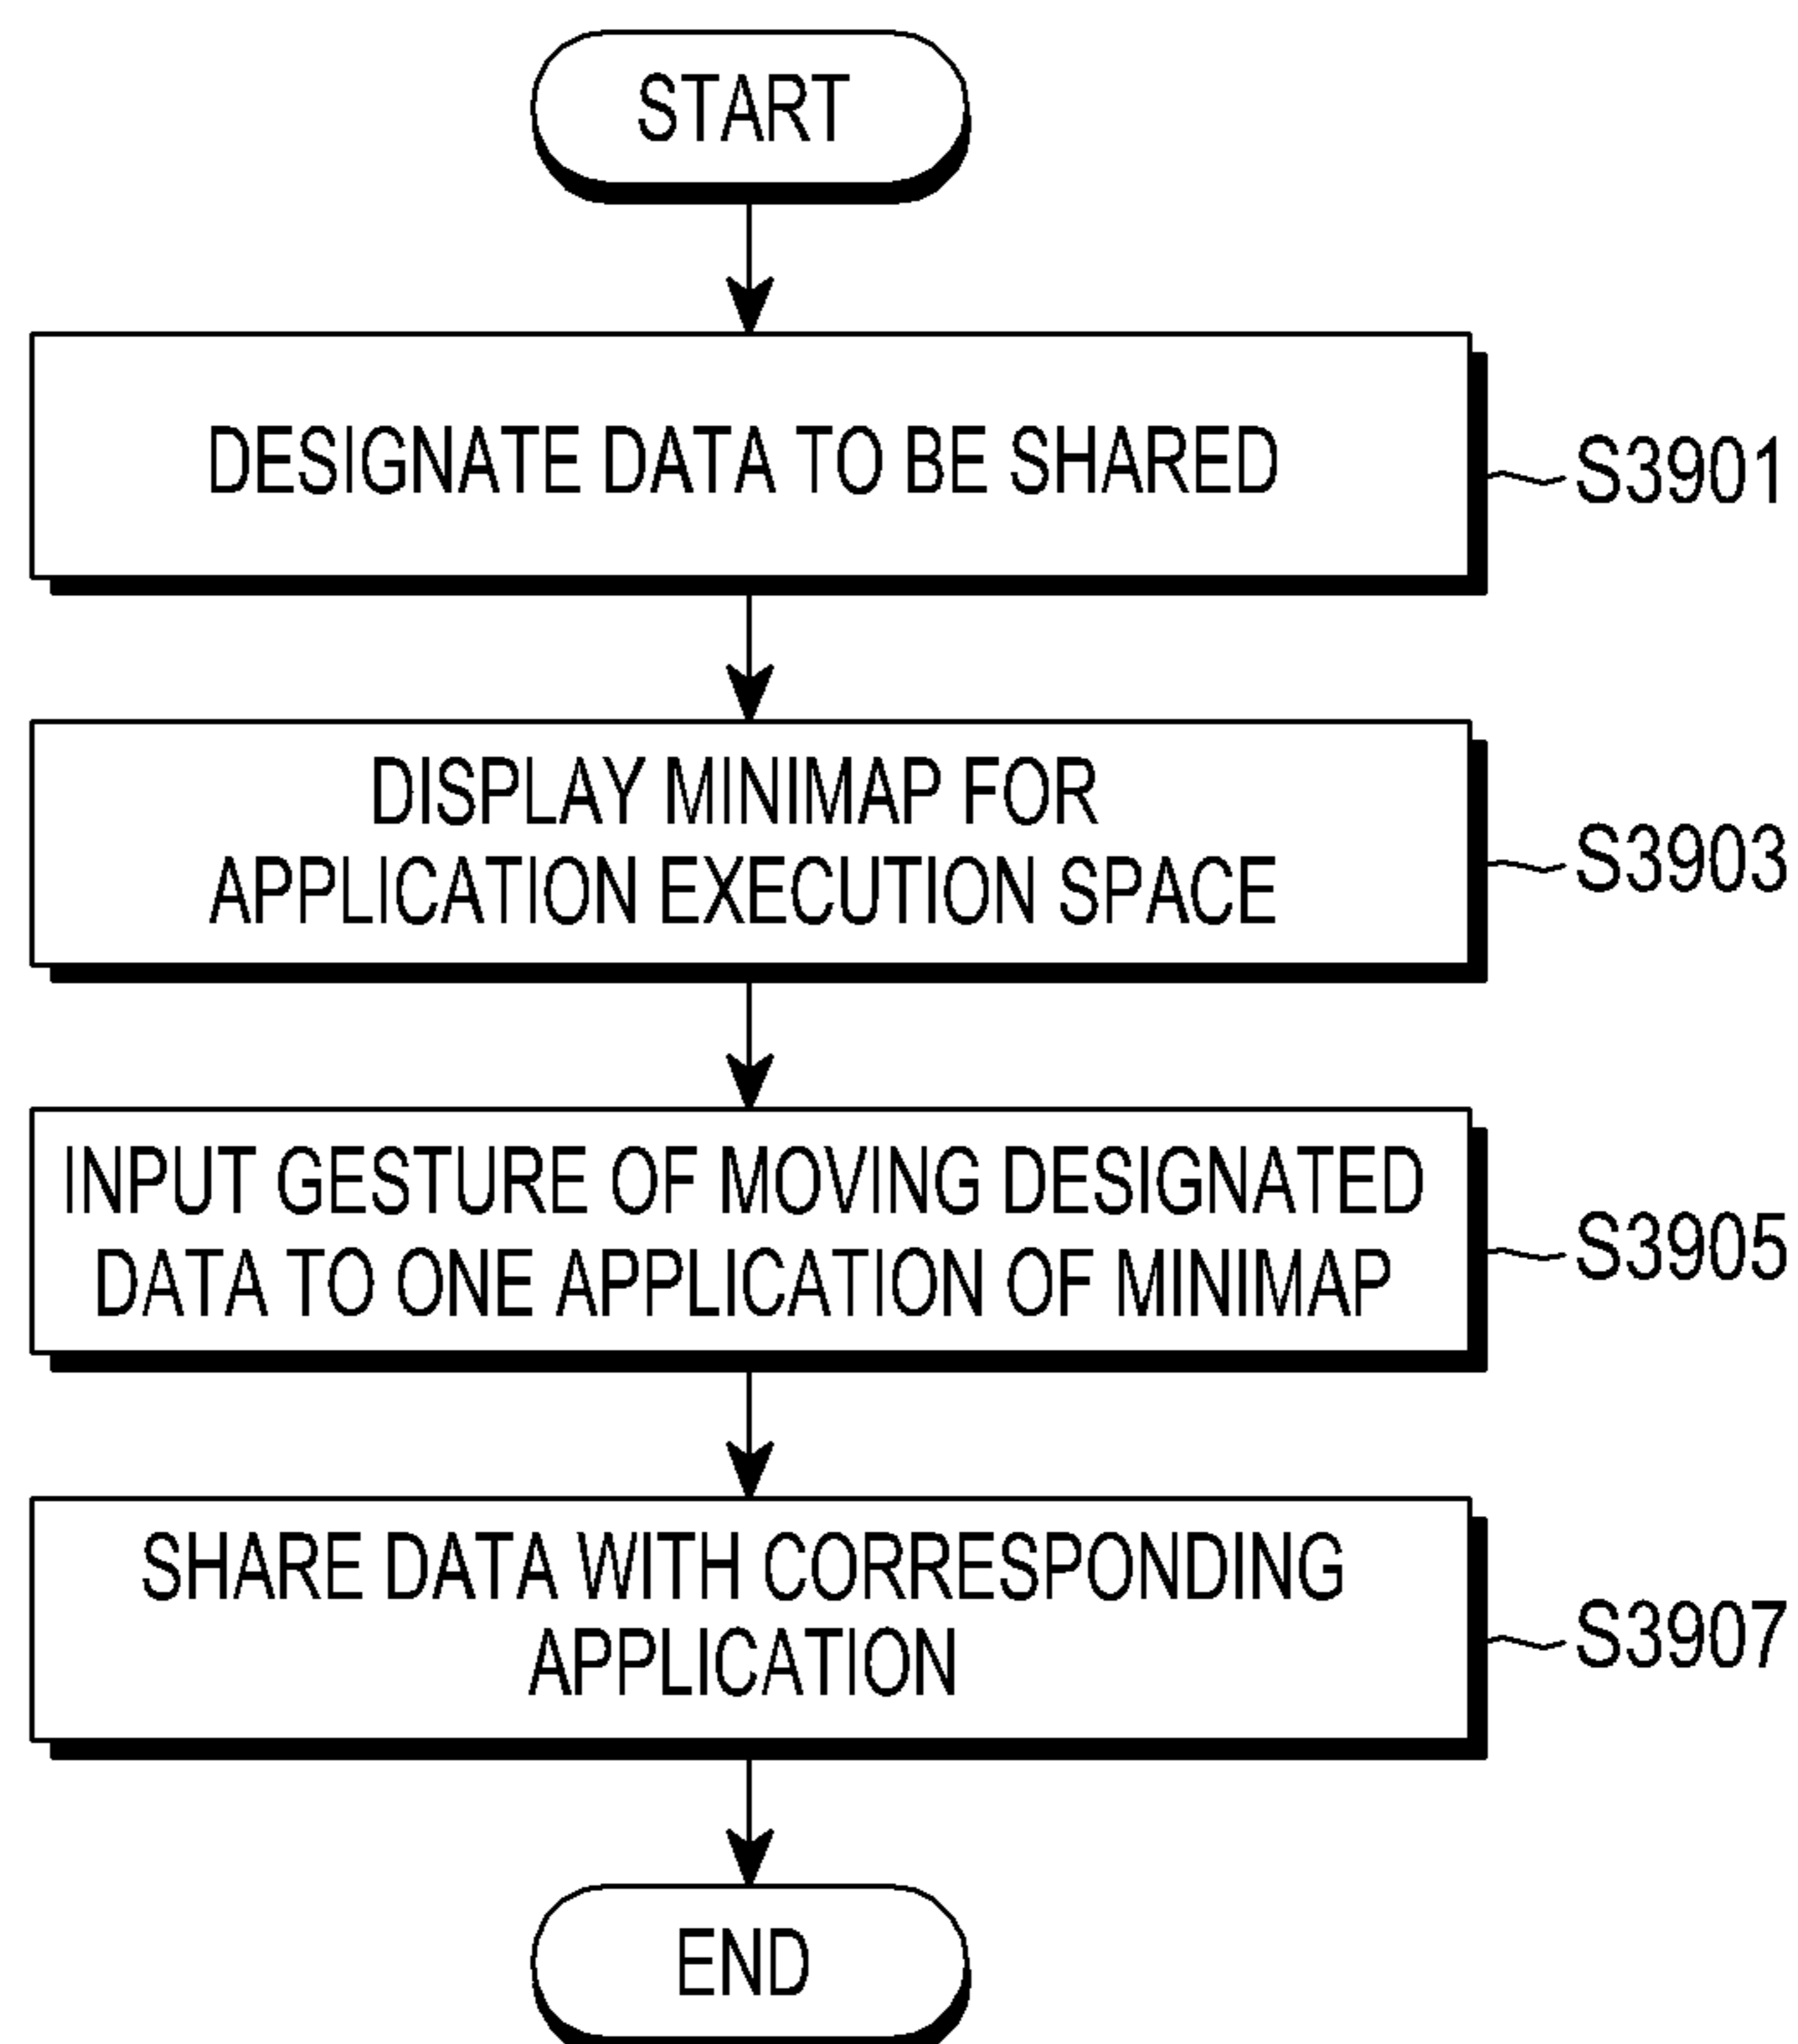 START
DESIGNATE DATA TO BE SHARED
S3901
DISPLAY MINIMAP FOR
APPLICATION EXECUTION SPACE
S3903
INPUT GESTURE OF MOVING DESIGNATED
DATA TO ONE APPLICATION OF MINIMAP
S3905
SHARE DATA WITH CORRESPONDING
APPLICATION
S3907
END